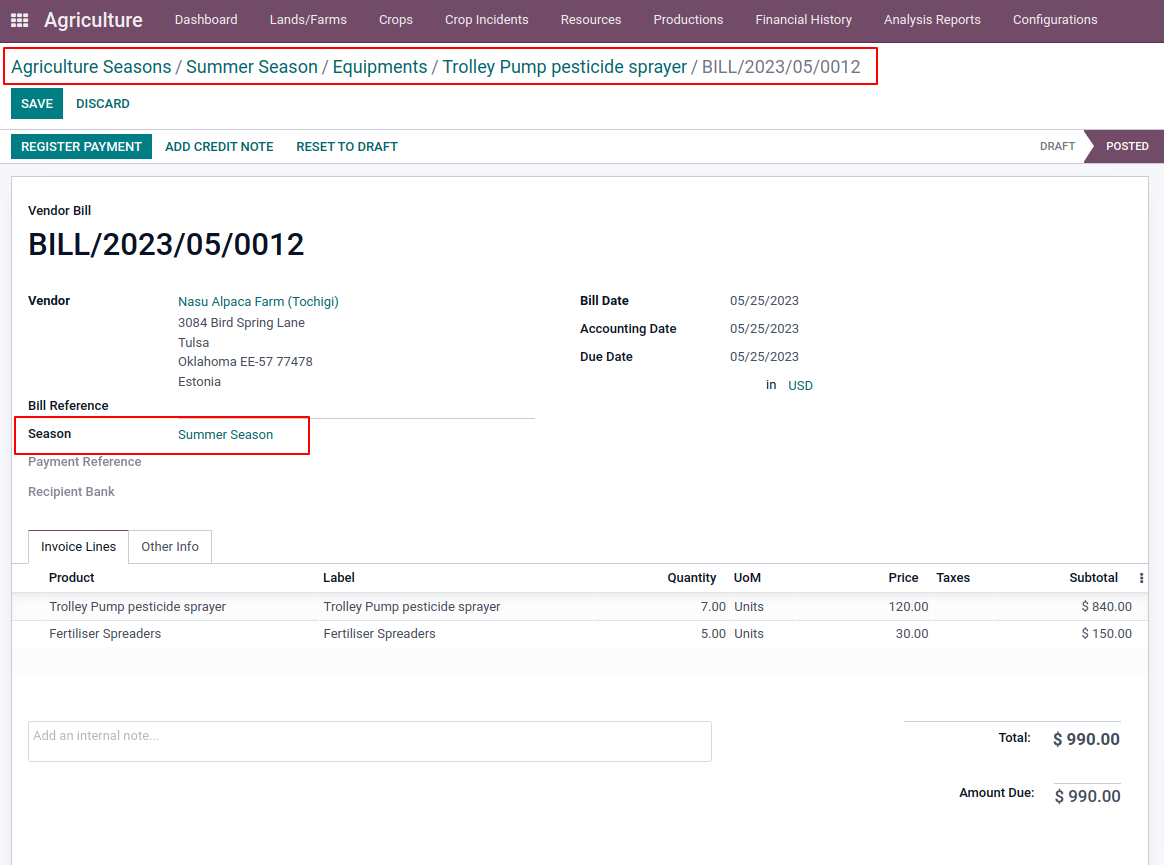 Agriculture Dashboard Lands/Farms Crops Crop Incidents Resources Productions Financial History Analysis Reports Configurations
Agriculture Seasons / Summer Season / Equipments / Trolley Pump pesticide sprayer / BILL/2023/05/0012
SAVE DISCARD
REGISTER PAYMENT ADD CREDIT NOTE RESET TO DRAFT DRAFT POSTED
Vendor Bill
BILL/2023/05/0012
Vendor Nasu Alpaca Farm (Tochigi) Bill Date 05/25/2023
3084 Bird Spring Lane Accounting Date 05/25/2023
Tulsa
Oklahoma EE-57 77478 Due Date 05/25/2023
Estonia in USD
Bill Reference
Season Summer Season
Payment Reference
Recipient Bank
Invoice Lines Other Info
Product Label Quantity UoM Price Taxes Subtotal
Trolley Pump pesticide sprayer Trolley Pump pesticide sprayer 7.00 Units 120.00 $ 840.00
Fertiliser Spreaders Fertiliser Spreaders 5.00 Units 30.00 $ 150.00
Add an internal note... Total: $ 990.00
Amount Due: $ 990.00